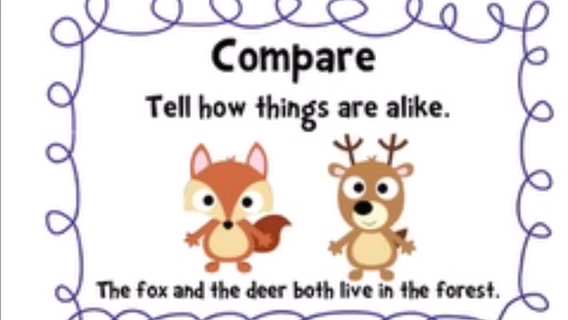 Compare
Tell how things are alike.
The fox and the deer both live in the forest.